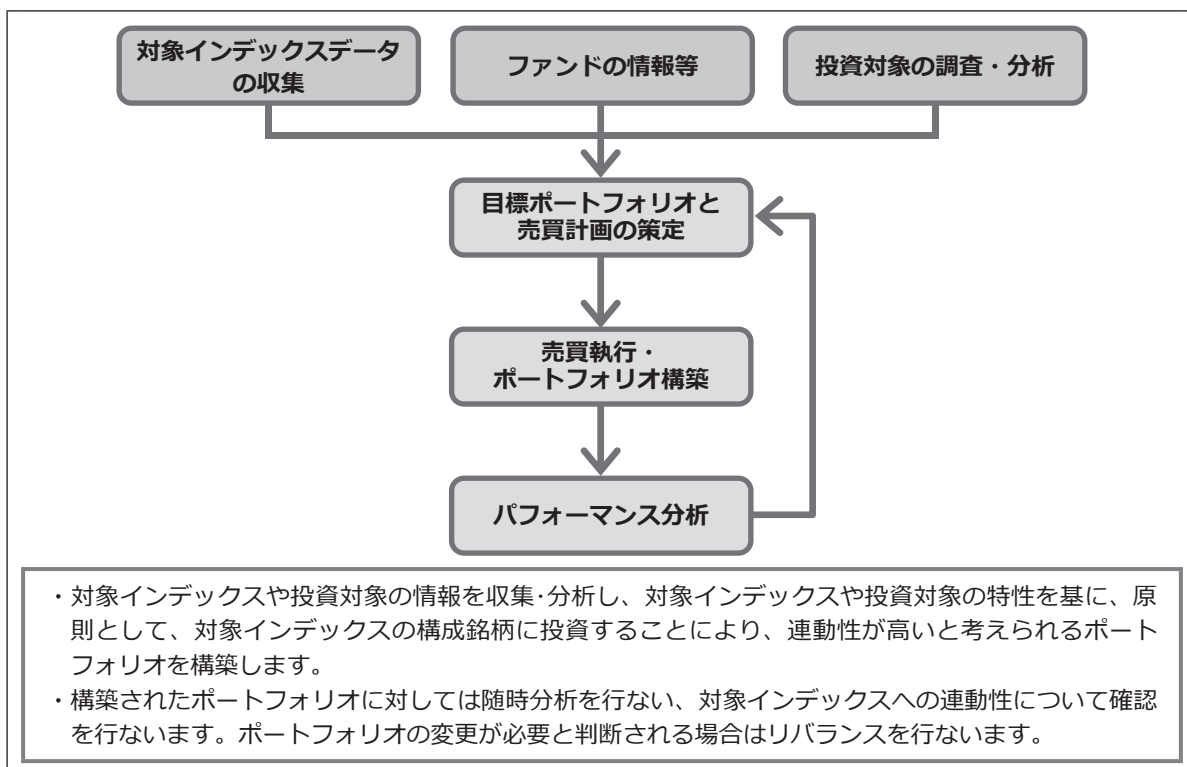 対象インデックスデータ
の収集
ファンドの情報等
投資対象の調査・分析
目標ポートフォリオと
売買計画の策定
売買執行・
ポートフォリオ構築
パフォーマンス分析
・対象インデックスや投資対象の情報を収集･分析し、対象インデックスや投資対象の特性を基に、原
則として、対象インデックスの構成銘柄に投資することにより、連動性が高いと考えられるポート
フォリオを構築します。
・構築されたポートフォリオに対しては随時分析を行ない、対象インデックスへの連動性について確認
を行ないます。ポートフォリオの変更が必要と判断される場合はリバランスを行ないます。